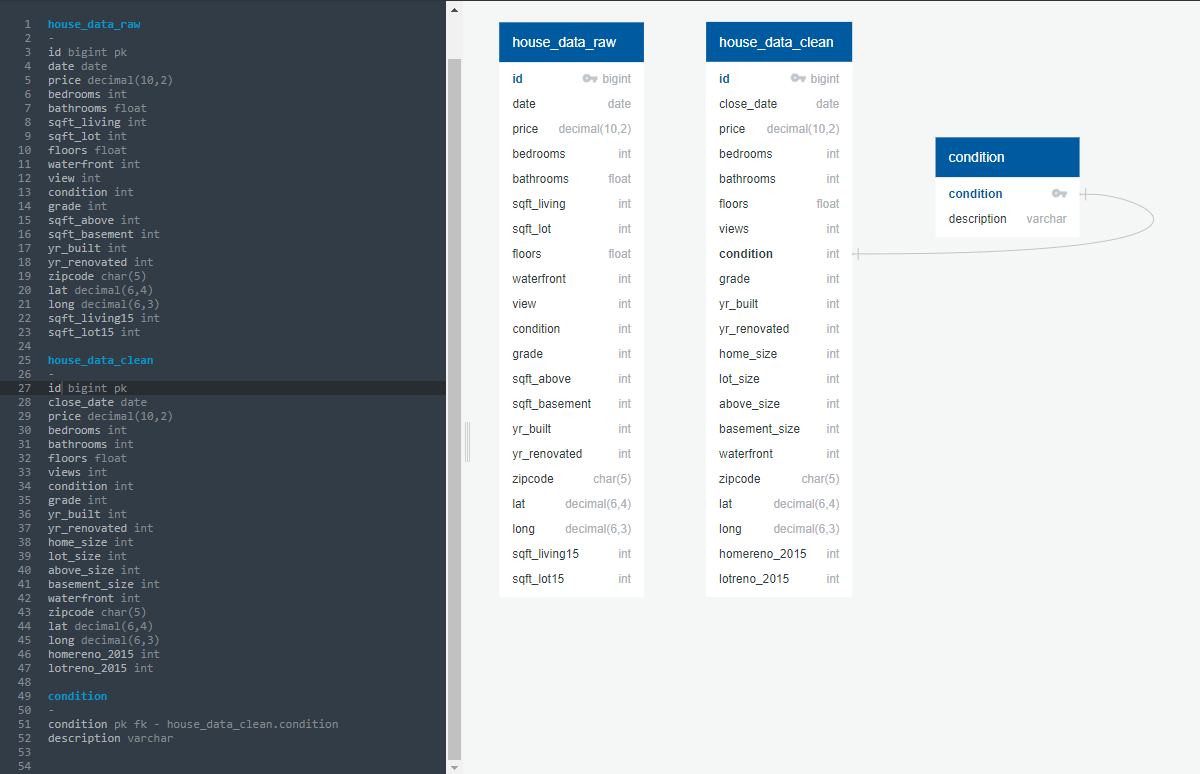 1 house_data_raw
2 -
3 id bigint pk
4 date date
5 price decimal(10,2)
6 bedrooms int
7 bathrooms float
8 sqft_living int
9 sqft_lot int
10 floors float
11 waterfront int
12 view int
13 condition int
14 grade int
15 sqft_above int
16 sqft_basement int
17 yr_built int
18 yr_renovated int
19 zipcode char(5)
20 lat decimal(6,4)
21 long decimal(6,3)
22 sqft_living15 int
23 sqft_lot15 int
24
25 house_data_clean
26 -
27 id bigint pk
28 close_date date
29 price decimal(10,2)
30 bedrooms int
31 bathrooms int
32 floors float
33 views int
34 condition int
35 grade int
36 yr_built int
37 yr_renovated int
38 home_size int
39 lot_size int
40 above_size int
41 basement_size int
42 waterfront int
43 zipcode char(5)
44 lat decimal(6,4)
45 long decimal(6,3)
46 homereno_2015 int
47 lotreno_2015 int
48
49 condition
50 -
51 condition pk fk - house_data_clean.condition
52 description varchar
53
54
house_data_raw
id bigint
date date
price decimal(10,2)
bedrooms int
bathrooms float
sqft_living int
sqft_lot int
floors float
waterfront int
view int
condition int
grade int
sqft_above int
sqft_basement int
yr_built int
yr_renovated int
zipcode char(5)
lat decimal(6,4)
long decimal(6,3)
sqft_living15 int
sqft_lot15 int
house_data_clean
id bigint
close_date date
price decimal(10,2)
bedrooms int
bathrooms int
floors float
views int
condition int
grade int
yr_built int
yr_renovated int
home_size int
lot_size int
above_size int
basement_size int
waterfront int
zipcode char(5)
lat decimal(6,4)
long decimal(6,3)
homereno_2015 int
lotreno_2015 int
condition
condition
description varchar